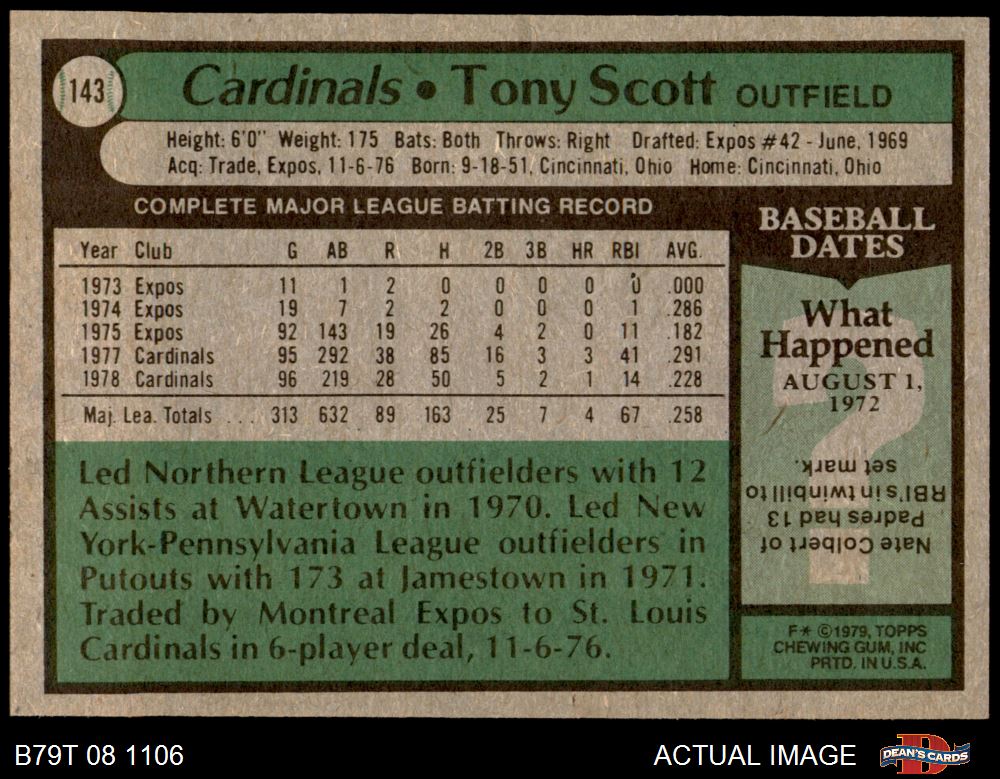 143
Cardinals • Tony Scott OUTFIELD
Height: 6'0" Weight: 175 Bats: Both Throws: Right Drafted: Expos #42 - June, 1969
Acq: Trade, Expos, 11-6-76 Born: 9-18-51, Cincinnati, Ohio Home: Cincinnati, Ohio
COMPLETE MAJOR LEAGUE BATTING RECORD
Year Club G AB R H 2B 3B HR RBI AVG.
1973 Expos 11 1 2 0 0 0 0 0 .000
1974 Expos 19 7 2 2 0 0 0 1 .286
1975 Expos 92 143 19 26 4 2 0 11 .182
1977 Cardinals 95 292 38 85 16 3 3 41 .291
1978 Cardinals 96 219 28 50 5 2 1 14 .228
Maj. Lea. Totals . . . 313 632 89 163 25 7 4 67 .258
Led Northern League outfielders with 12
Assists at Watertown in 1970. Led New
York-Pennsylvania League outfielders in
Putouts with 173 at Jamestown in 1971.
Traded by Montreal Expos to St. Louis
Cardinals in 6-player deal, 11-6-76.
BASEBALL
DATES
What
Happened
AUGUST 1,
1972
Nate Colbert of
Padres had 13
RBI's in twinbill to
set mark.
F* ©1979, TOPPS
CHEWING GUM, INC
PRTD. IN U.S.A.
B79T 08 1106
ACTUAL IMAGE
D
DEAN'S CARDS